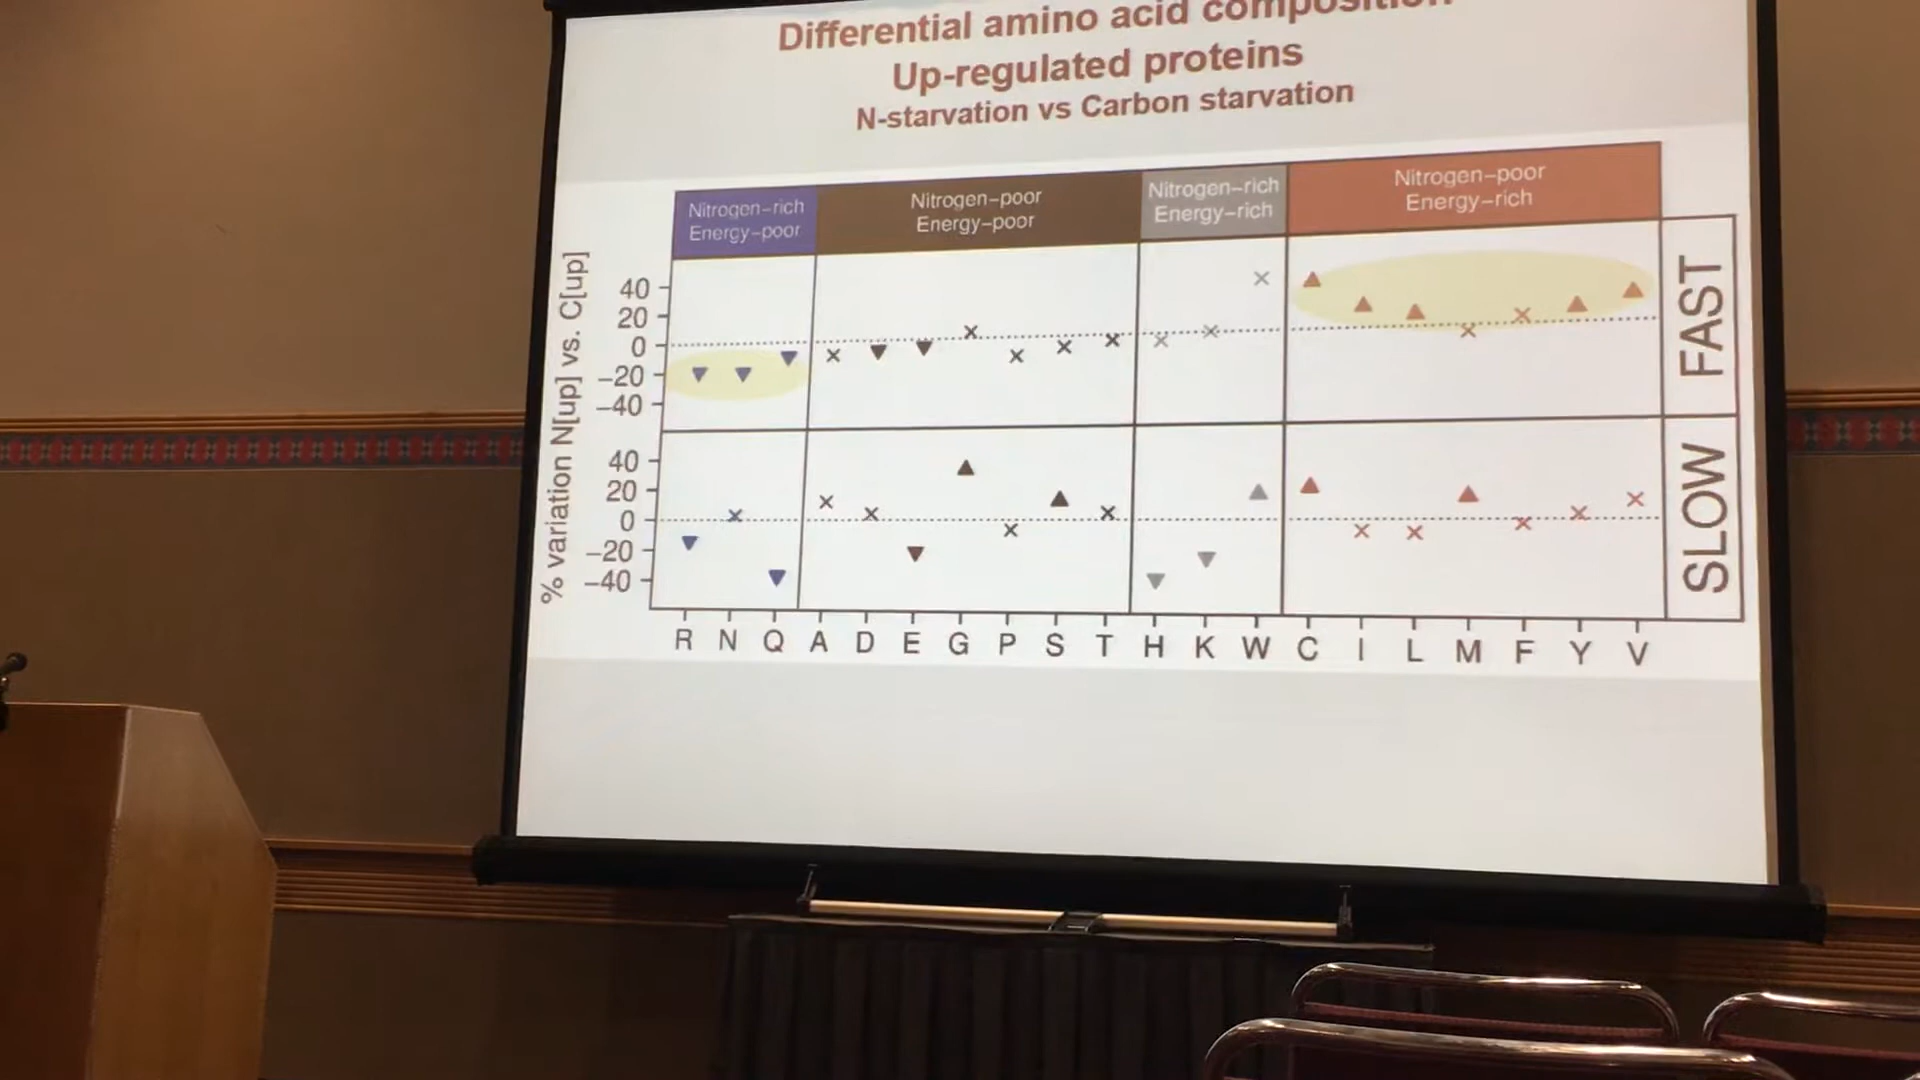 Differential amino acid composition
Up-regulated proteins
N-starvation vs Carbon starvation
Nitrogen-rich
Energy-poor
Nitrogen-poor
Energy-poor
Nitrogen-rich
Energy-rich
Nitrogen-poor
Energy-rich
% variation N[up] vs. C[up]
40
20
0
-20
-40
FAST
40
20
0
-20
-40
SLOW
R N Q A D E G P S T H K W C I L M F Y V